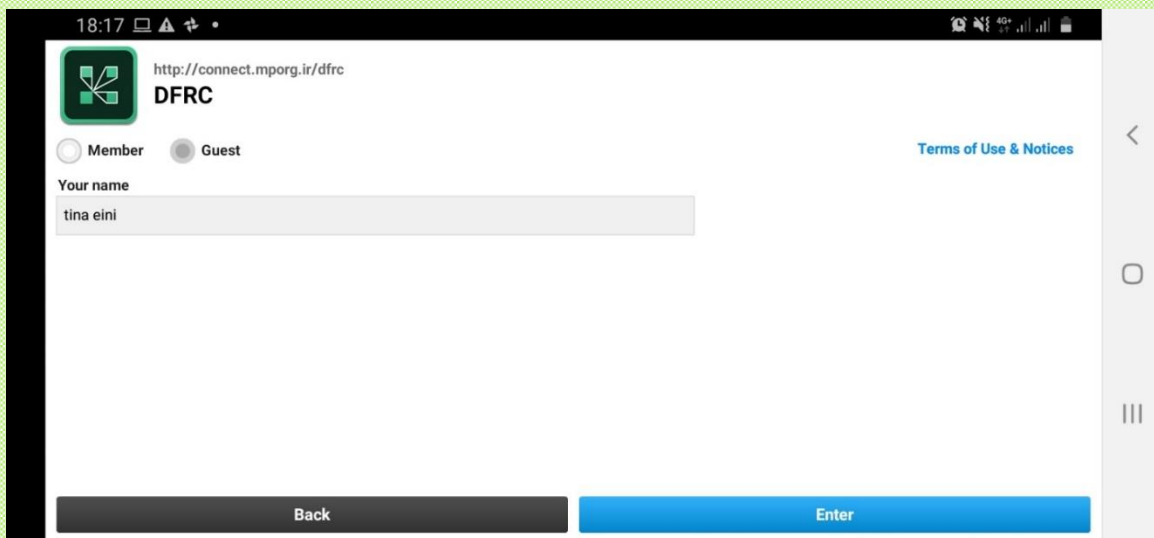 18:17
4G+
http://connect.mporg.ir/dfrc
DFRC
Member Guest Terms of Use & Notices
Your name
tina eini
Back Enter